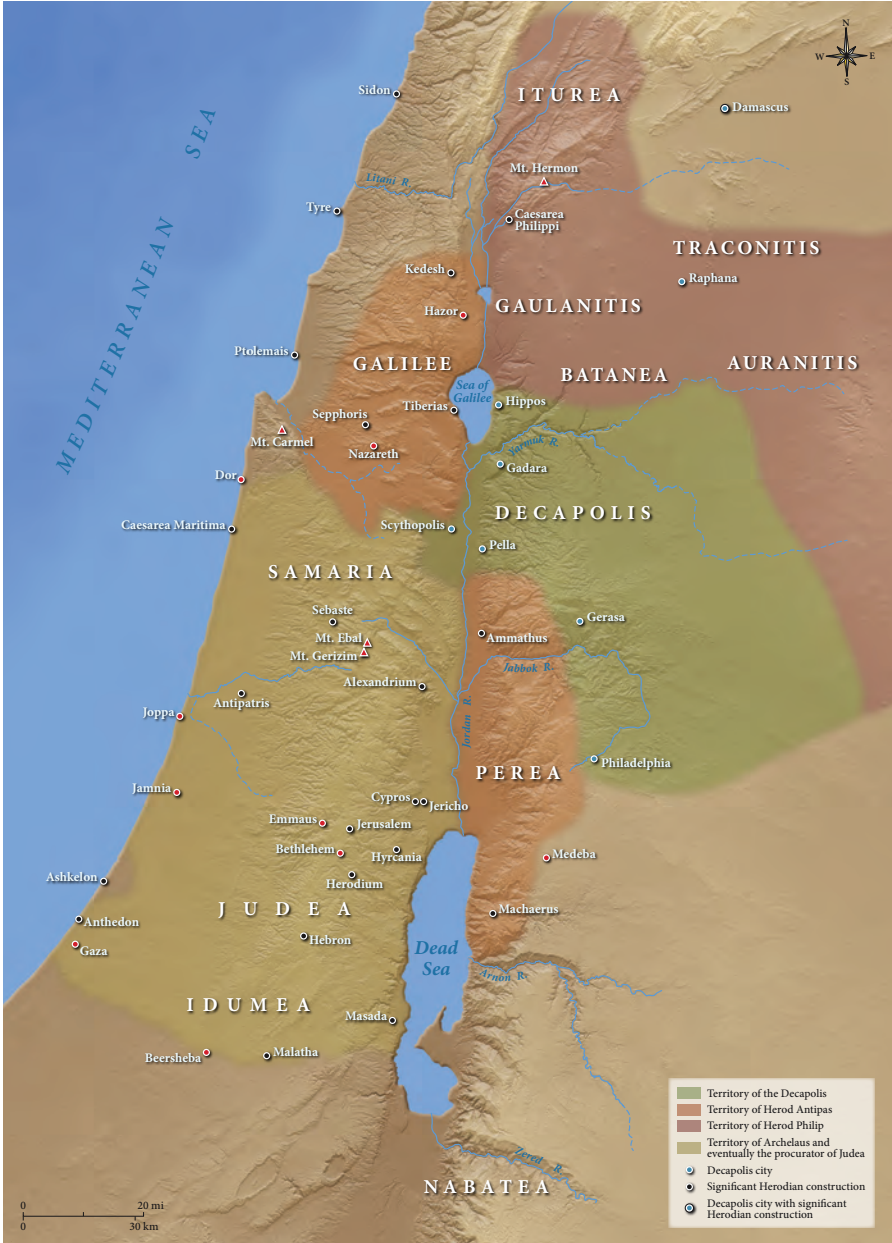 N
W
E
S
Sidon
ITUREA
Damascus
MEDITERRANEAN SEA
Mt. Hermon
Litani R.
Tyre
Caesarea
Philippi
TRACONITIS
Kedesh
Raphana
Hazor
GAULANITIS
Ptolemais
GALILEE
AURANITIS
BATANEA
Sea of
Galilee
Hippos
Tiberias
Sepphoris
Mt. Carmel
Nazareth
Yarmuk R.
Gadara
Dor
DECAPOLIS
Caesarea Maritima
Scythopolis
Pella
SAMARIA
Sebaste
Gerasa
Mt. Ebal
Ammathus
Mt. Gerizim
Jabbok R.
Alexandrium
Antipatris
Joppa
Jordan R.
Philadelphia
PEREA
Jamnia
Cypros
Jericho
Emmaus
Jerusalem
Bethlehem
Hyrcania
Medeba
Ashkelon
Herodium
JUDEA
Machaerus
Anthedon
Hebron
Gaza
Dead
Sea
Arnon R.
IDUMEA
Masada
Beersheba
Malatha
Zered R.
NABATEA
Territory of the Decapolis
Territory of Herod Antipas
Territory of Herod Philip
Territory of Archelaus and
eventually the procurator of Judea
Decapolis city
Significant Herodian construction
Decapolis city with significant
Herodian construction
0 20 mi
0 30 km